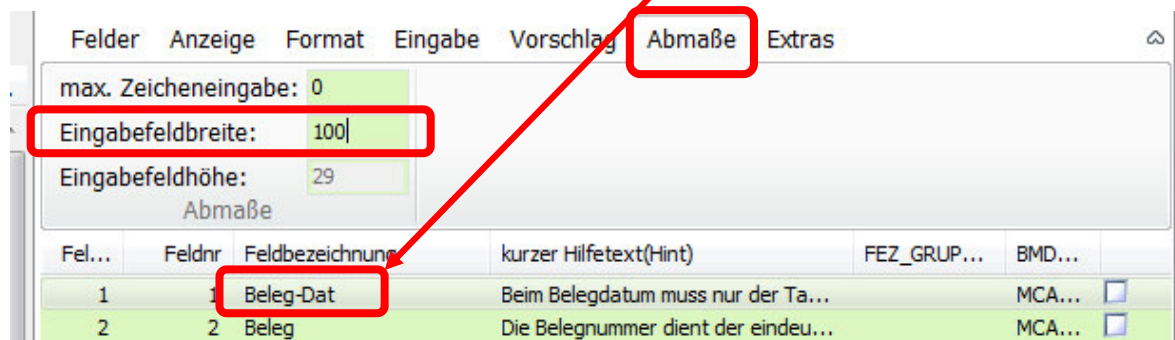 Felder Anzeige Format Eingabe Vorschlag Abmaße Extras
max. Zeicheneingabe: 0
Eingabefeldbreite: 100
Eingabefeldhöhe: 29
Abmaße
Fel... Feldnr Feldbezeichnung kurzer Hilfetext(Hint) FEZ_GRUP... BMD...
1 1 Beleg-Dat Beim Belegdatum muss nur der Ta... MCA...
2 2 Beleg Die Belegnummer dient der eindeu... MCA...